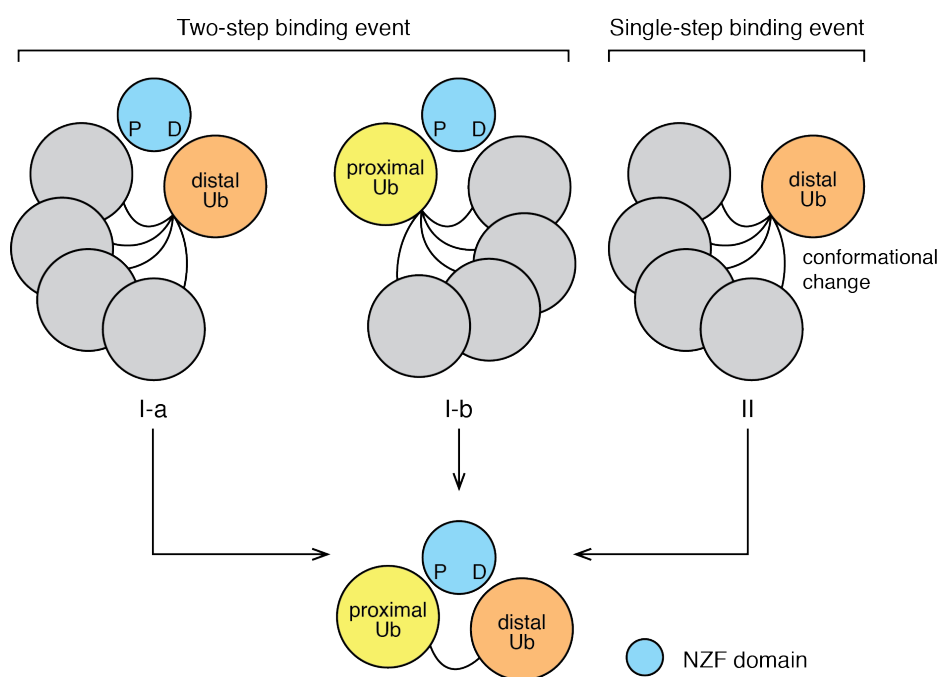 Two-step binding event
Single-step binding event
P D
distal
Ub
P D
proximal
Ub
distal
Ub
conformational
change
I-a
I-b
II
P D
proximal
Ub
distal
Ub
NZF domain